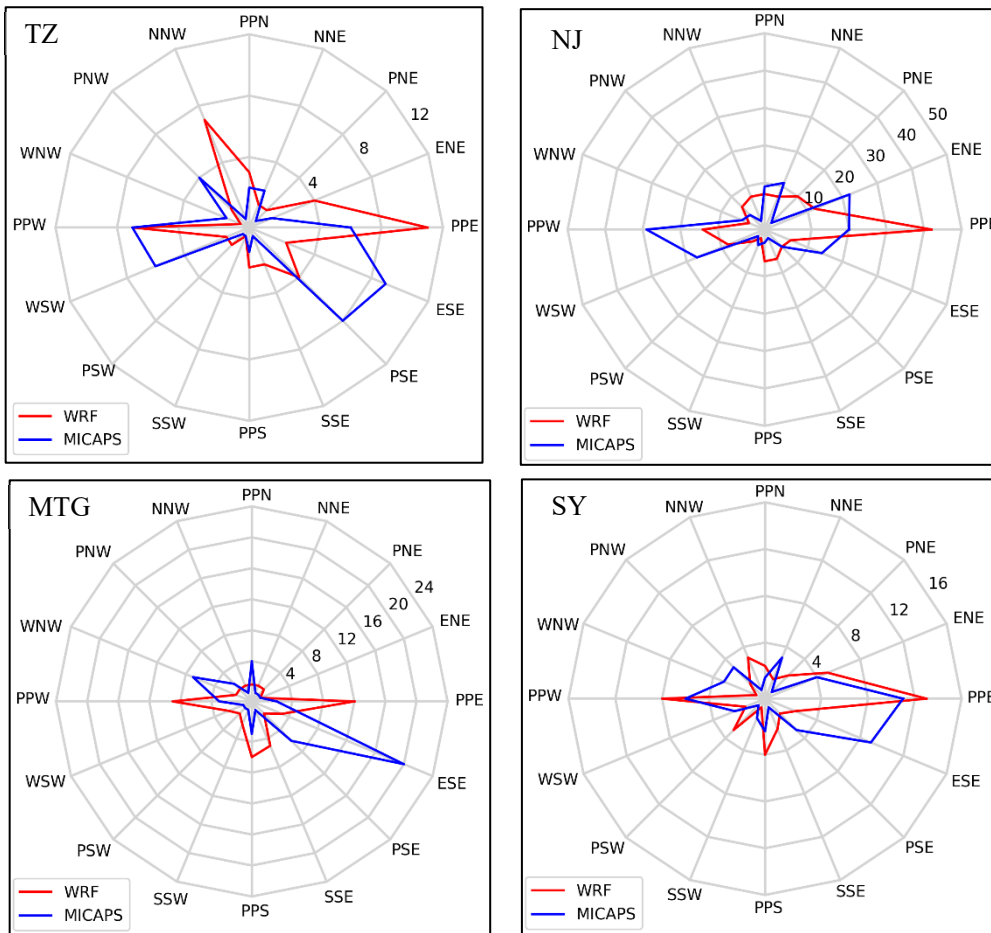 TZ
PPN
NNW
NNE
PNW
PNE
12
WNW
8
ENE
4
PPW
PPE
WSW
ESE
PSW
PSE
SSW
SSE
PPS
WRF
MICAPS
NJ
PPN
NNW
NNE
PNW
PNE
50
40
WNW
30
ENE
20
10
PPW
PPE
WSW
ESE
PSW
PSE
SSW
SSE
PPS
WRF
MICAPS
MTG
PPN
NNW
NNE
PNW
PNE
24
20
WNW
16
ENE
12
8
4
PPW
PPE
WSW
ESE
PSW
PSE
SSW
SSE
PPS
WRF
MICAPS
SY
PPN
NNW
NNE
PNW
PNE
16
12
WNW
ENE
8
4
PPW
PPE
WSW
ESE
PSW
PSE
SSW
SSE
PPS
WRF
MICAPS